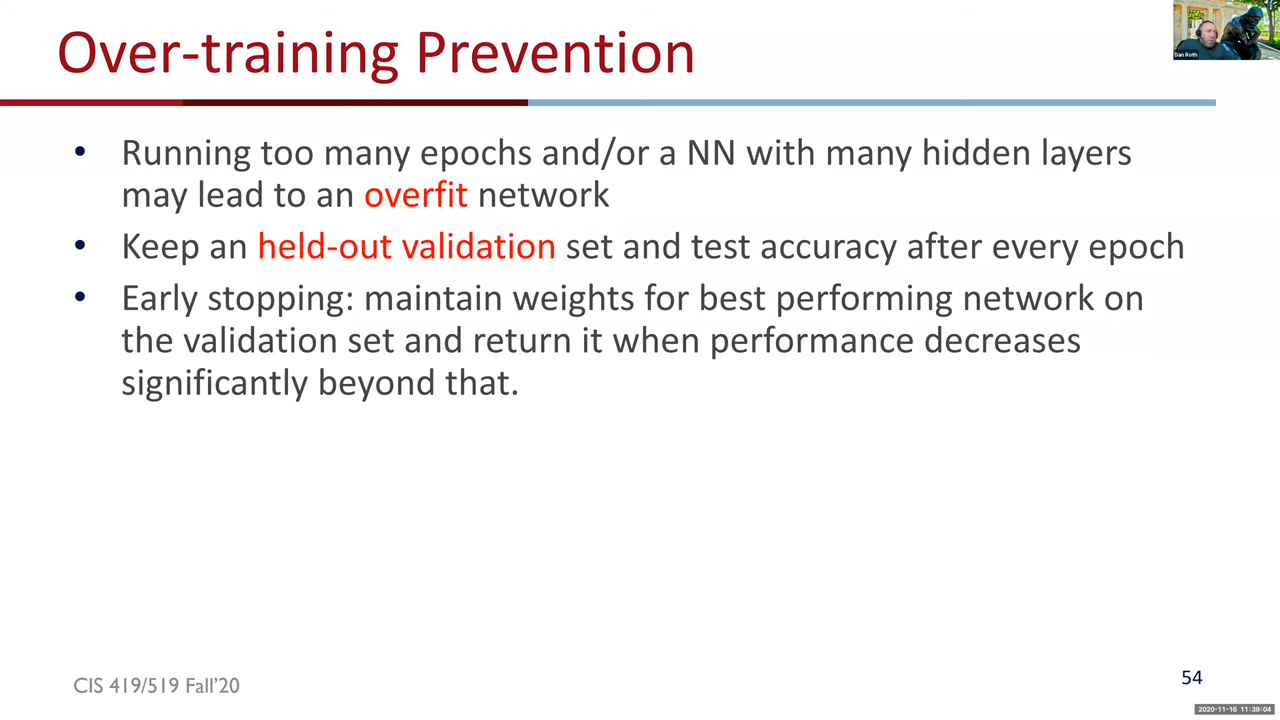 Over-training Prevention
Dan Roth
• Running too many epochs and/or a NN with many hidden layers
may lead to an overfit network
• Keep an held-out validation set and test accuracy after every epoch
• Early stopping: maintain weights for best performing network on
the validation set and return it when performance decreases
significantly beyond that.
CIS 419/519 Fall’20
54
2020-11-16 11:39:04